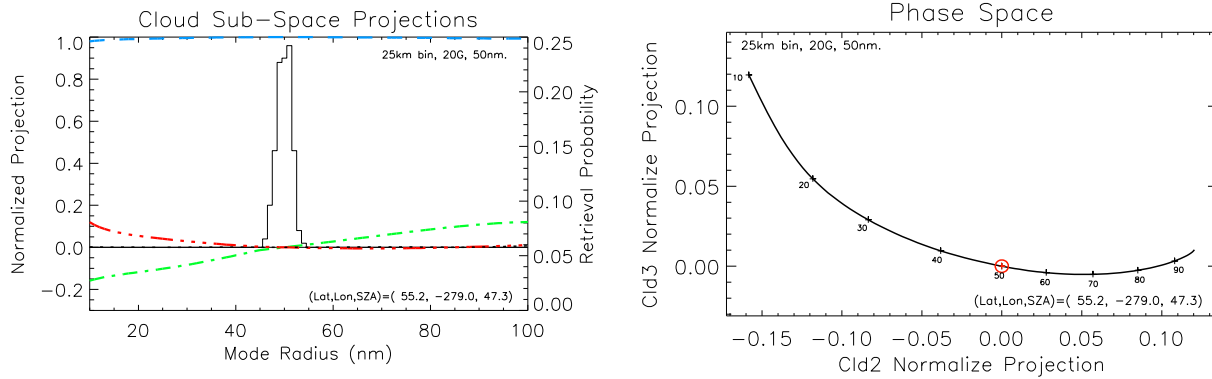 Cloud Sub-Space Projections
1.0
0.8
0.6
0.4
0.2
0.0
-0.2
Normalized Projection
25km bin, 20G, 50nm.
(Lat,Lon,SZA)=( 55.2, -279.0, 47.3)
0.25
0.20
0.15
0.10
0.05
0.00
Retrieval Probability
20 40 60 80 100
Mode Radius (nm)
Phase Space
25km bin, 20G, 50nm.
0.10
0.05
0.00
Cld3 Normalize Projection
10
20
30
40
50
60
70
80
90
(Lat,Lon,SZA)=( 55.2, -279.0, 47.3)
-0.15 -0.10 -0.05 0.00 0.05 0.10
Cld2 Normalize Projection